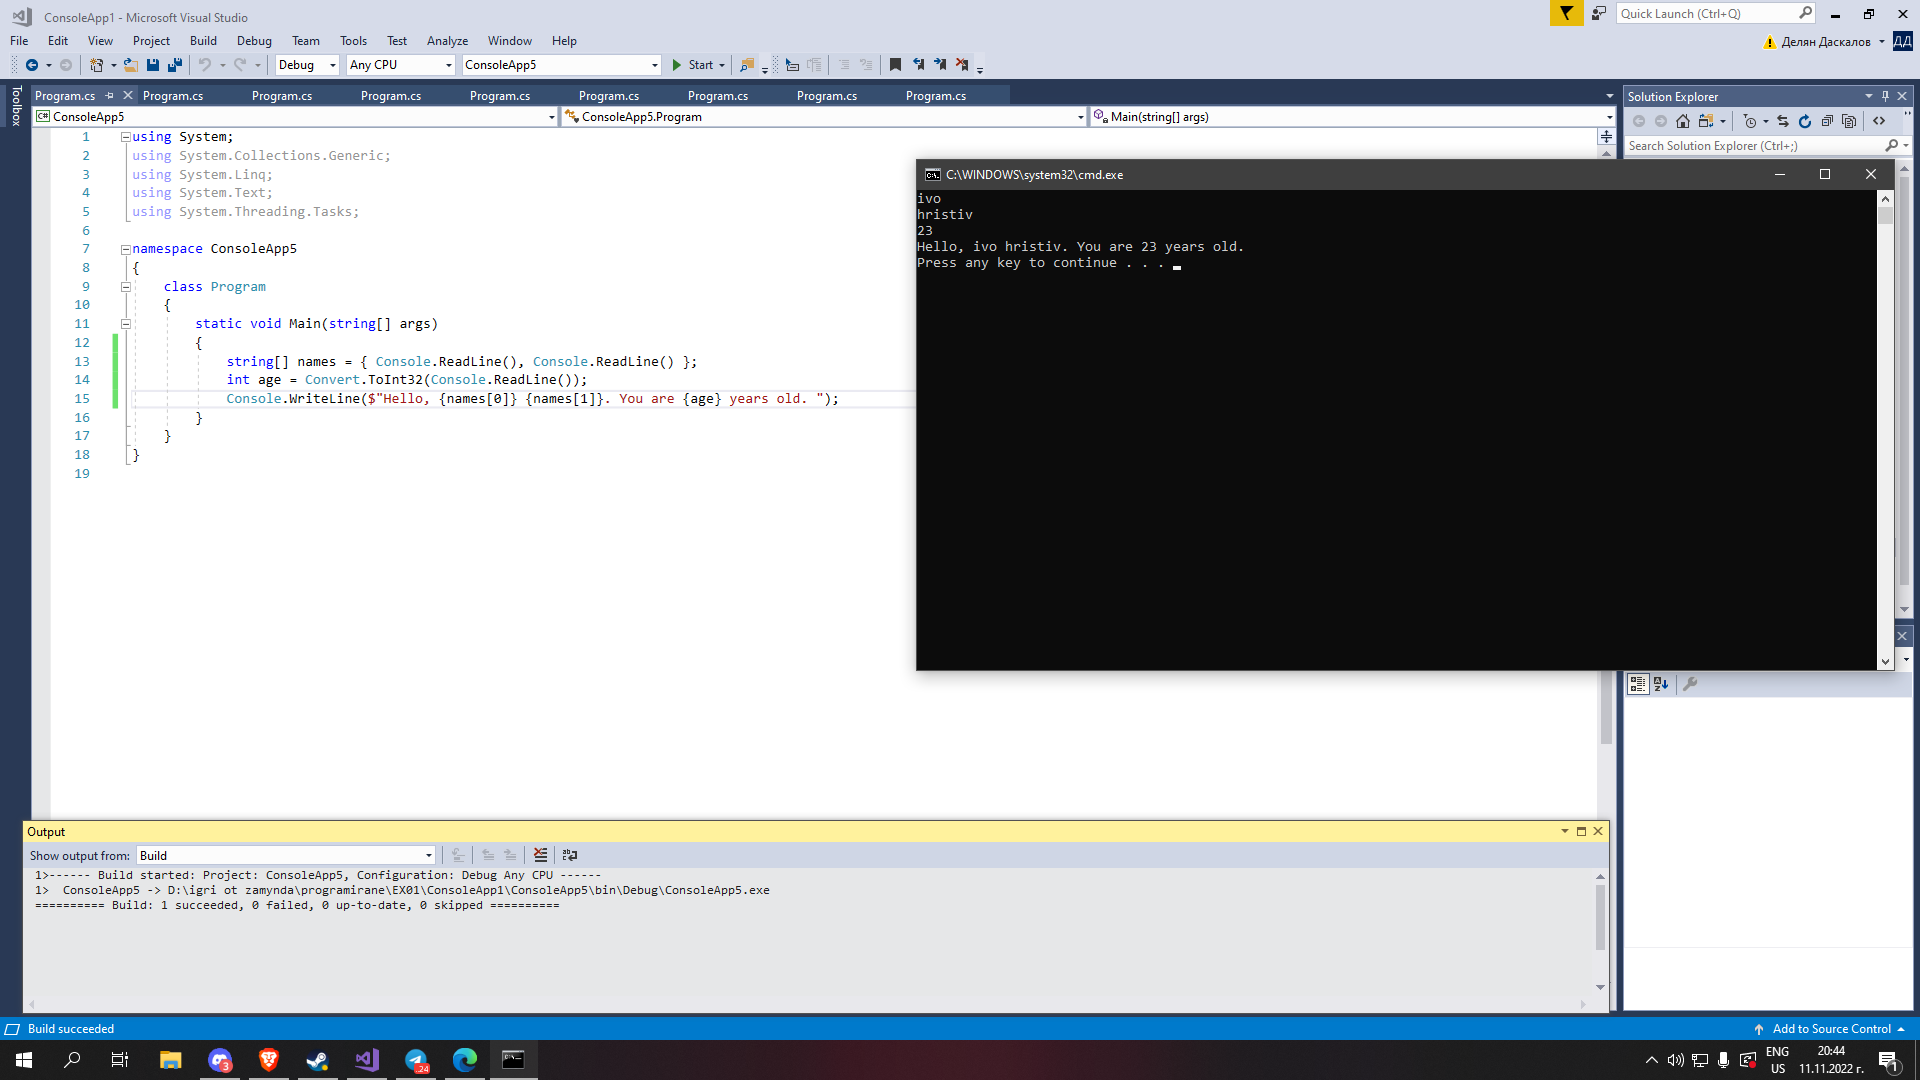 ConsoleApp1 - Microsoft Visual Studio
Quick Launch (Ctrl+Q)
File Edit View Project Build Debug Team Tools Test Analyze Window Help
Делян Даскалов
ДД
Debug Any CPU ConsoleApp5 Start
Toolbox
Program.cs Program.cs Program.cs Program.cs Program.cs Program.cs Program.cs Program.cs Program.cs
ConsoleApp5 ConsoleApp5.Program Main(string[] args)
1 using System;
2 using System.Collections.Generic;
3 using System.Linq;
4 using System.Text;
5 using System.Threading.Tasks;
6
7 namespace ConsoleApp5
8 {
9 class Program
10 {
11 static void Main(string[] args)
12 {
13 string[] names = { Console.ReadLine(), Console.ReadLine() };
14 int age = Convert.ToInt32(Console.ReadLine());
15 Console.WriteLine($"Hello, {names[0]} {names[1]}. You are {age} years old. ");
16 }
17 }
18 }
19
Solution Explorer
Search Solution Explorer (Ctrl+;)
C:\WINDOWS\system32\cmd.exe
ivo
hristiv
23
Hello, ivo hristiv. You are 23 years old.
Press any key to continue . . .
Output
Show output from: Build
1>------ Build started: Project: ConsoleApp5, Configuration: Debug Any CPU ------
1>  ConsoleApp5 -> D:\igri ot zamynda\programirane\EX01\ConsoleApp1\ConsoleApp5\bin\Debug\ConsoleApp5.exe
========== Build: 1 succeeded, 0 failed, 0 up-to-date, 0 skipped ==========
Build succeeded
Add to Source Control
3
24
ENG
US
20:44
11.11.2022 г.
1